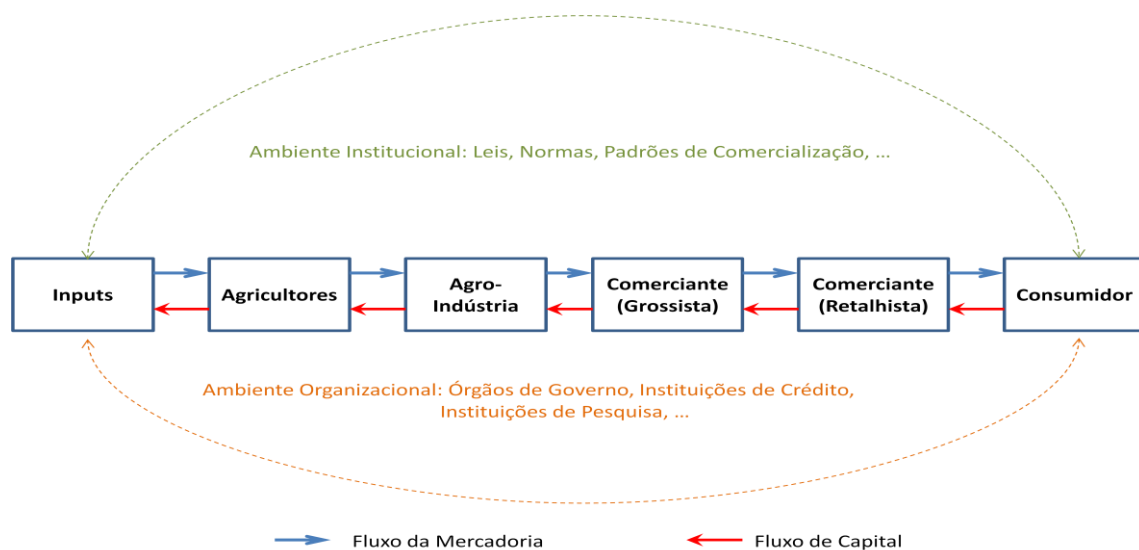 Ambiente Institucional: Leis, Normas, Padrões de Comercialização, ...
Inputs
Agricultores
Agro-
Indústria
Comerciante
(Grossista)
Comerciante
(Retalhista)
Consumidor
Ambiente Organizacional: Órgãos de Governo, Instituições de Crédito,
Instituições de Pesquisa, ...
Fluxo da Mercadoria
Fluxo de Capital